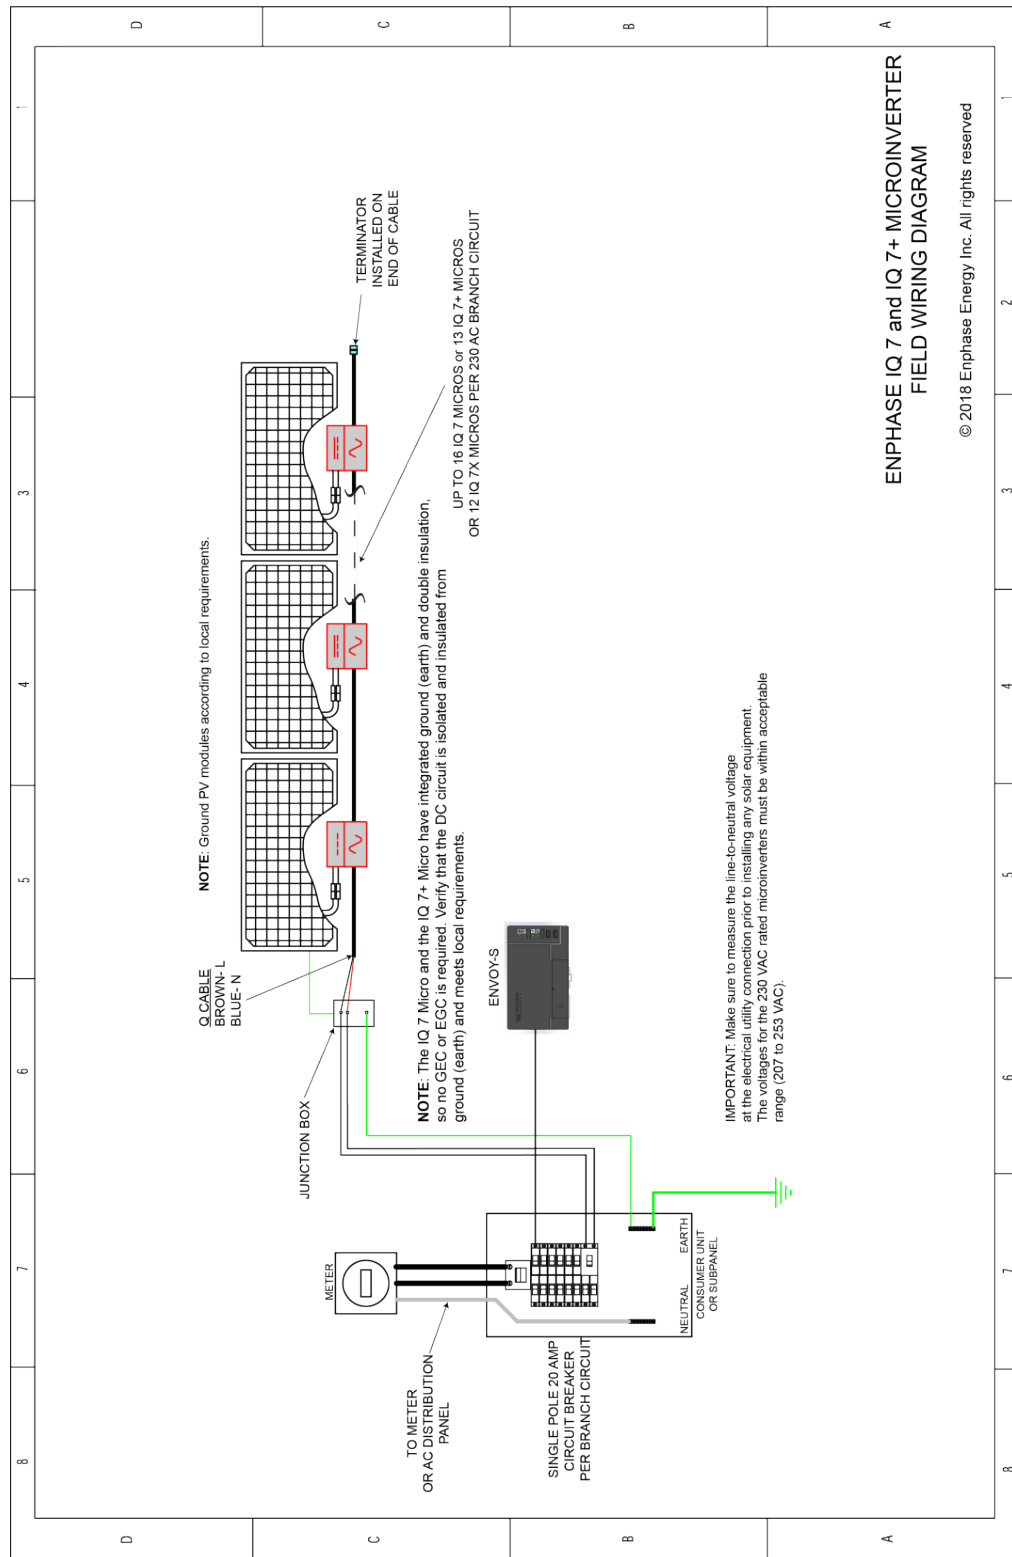 D
C
B
A
8
7
6
5
4
3
2
1
NOTE: Ground PV modules according to local requirements.
Q CABLE
BROWN- L
BLUE- N
JUNCTION BOX
TERMINATOR
INSTALLED ON
END OF CABLE
UP TO 16 IQ 7 MICROS or 13 IQ 7+ MICROS
OR 12 IQ 7X MICROS PER 230 AC BRANCH CIRCUIT
METER
TO METER
OR AC DISTRIBUTION
PANEL
NOTE: The IQ 7 Micro and the IQ 7+ Micro have integrated ground (earth) and double insulation,
so no GEC or EGC is required. Verify that the DC circuit is isolated and insulated from
ground (earth) and meets local requirements.
ENVOY-S
SINGLE POLE 20 AMP
CIRCUIT BREAKER
PER BRANCH CIRCUIT
NEUTRAL
EARTH
CONSUMER UNIT
OR SUBPANEL
IMPORTANT: Make sure to measure the line-to-neutral voltage
at the electrical utility connection prior to installing any solar equipment.
The voltages for the 230 VAC rated microinverters must be within acceptable
range (207 to 253 VAC).
ENPHASE IQ 7 and IQ 7+ MICROINVERTER
FIELD WIRING DIAGRAM
© 2018 Enphase Energy Inc. All rights reserved
D
C
B
A
8
7
6
5
4
3
2
1